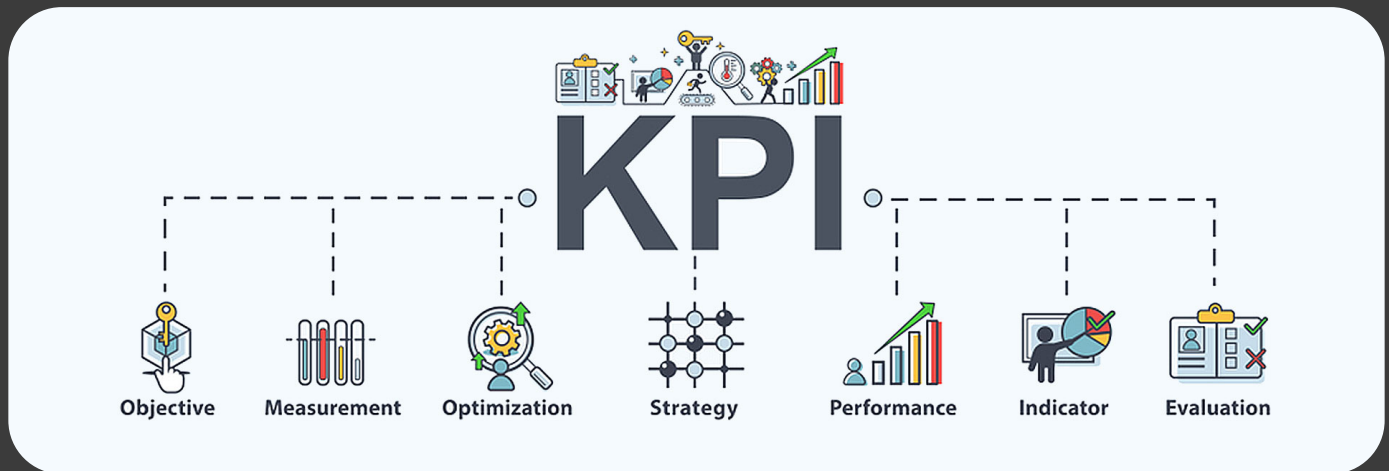 KPI
Objective Measurement Optimization Strategy Performance Indicator Evaluation